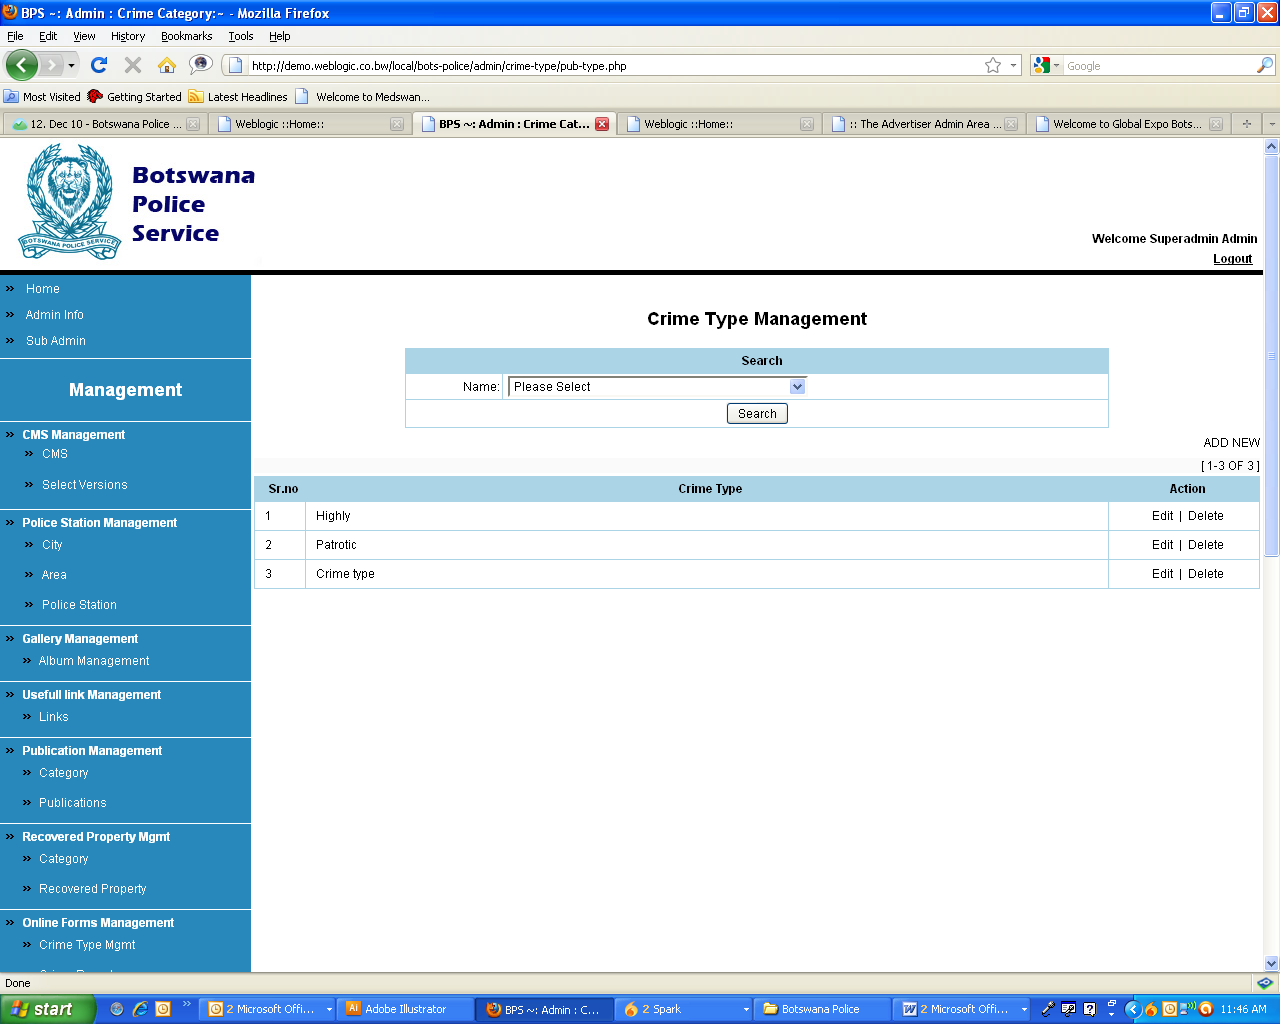 BPS ~: Admin : Crime Category:~ - Mozilla Firefox
File Edit View History Bookmarks Tools Help
http://demo.weblogic.co.bw/local/bots-police/admin/crime-type/pub-type.php
Google
Most Visited Getting Started Latest Headlines Welcome to Medswan...
12. Dec 10 - Botswana Police ... Weblogic ::Home:: BPS ~: Admin : Crime Cat... Weblogic ::Home:: :: The Advertiser Admin Area ... Welcome to Global Expo Bots...
BOTSWANA POLICE SERVICE
Botswana
Police
Service
Welcome Superadmin Admin
Logout
Home
Admin Info
Sub Admin
Management
CMS Management
CMS
Select Versions
Police Station Management
City
Area
Police Station
Gallery Management
Album Management
Usefull link Management
Links
Publication Management
Category
Publications
Recovered Property Mgmt
Category
Recovered Property
Online Forms Management
Crime Type Mgmt
Crime Type Management
Search
Name: Please Select
Search
ADD NEW
[ 1-3 OF 3 ]
Sr.no Crime Type Action
1 Highly Edit | Delete
2 Patrotic Edit | Delete
3 Crime type Edit | Delete
Done
start 2 Microsoft Offi... Adobe Illustrator BPS ~: Admin : C... 2 Spark Botswana Police 2 Microsoft Offi... 11:46 AM